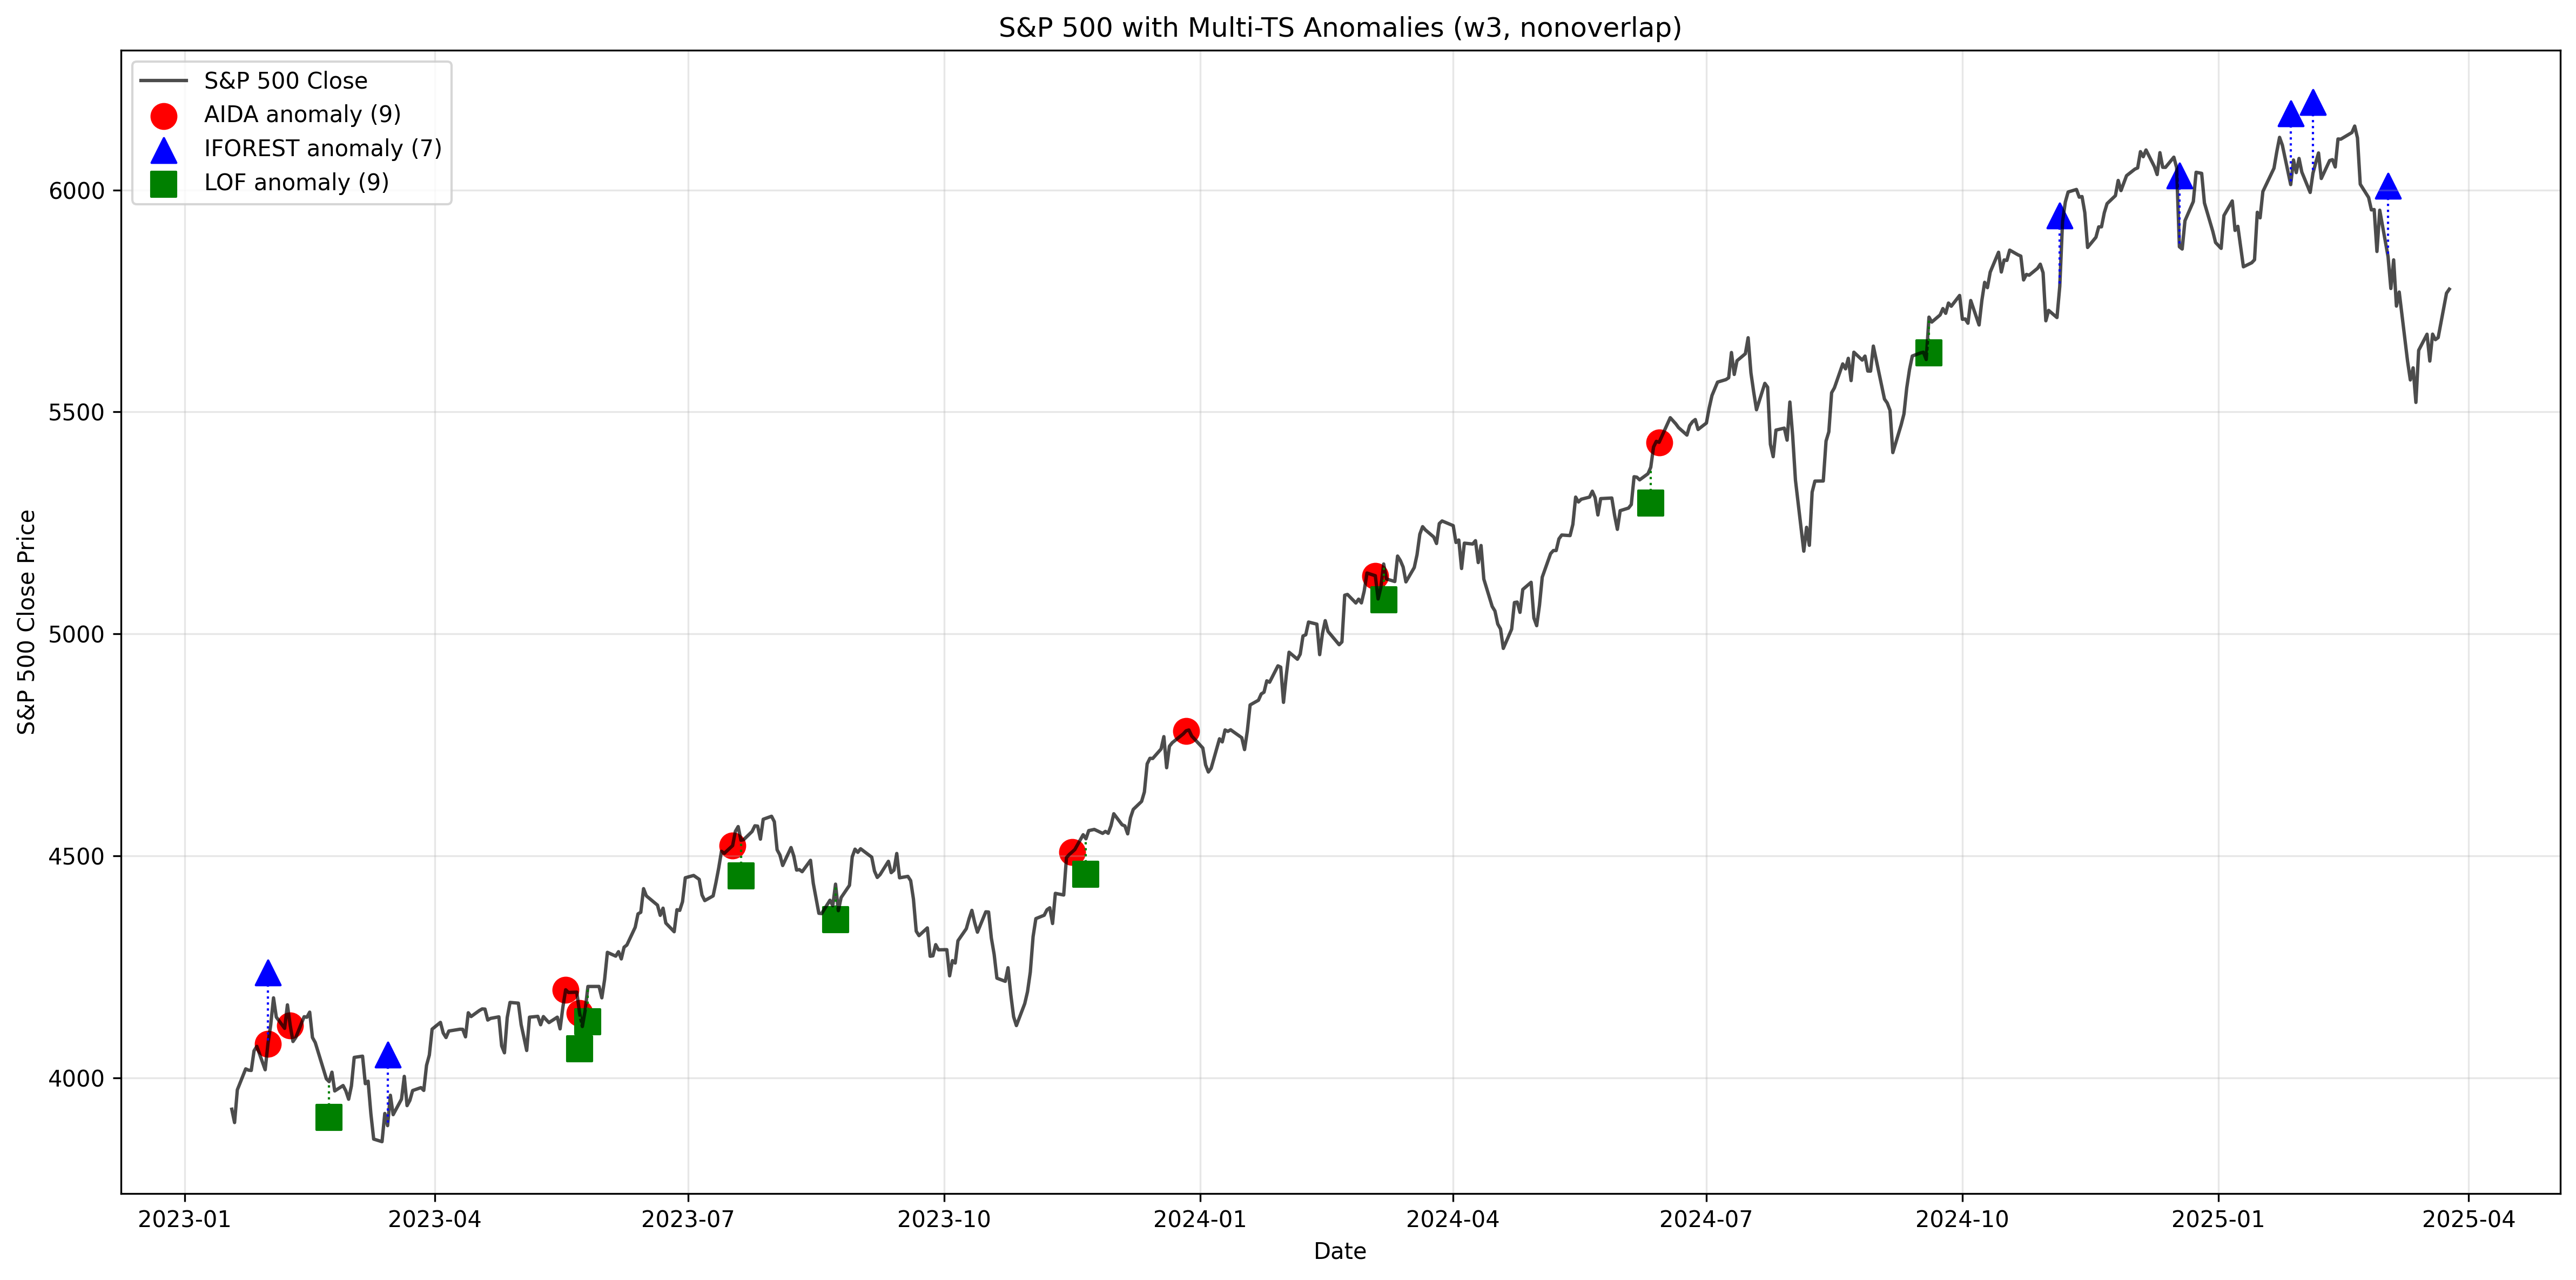 S&P 500 with Multi-TS Anomalies (w3, nonoverlap)
S&P 500 Close
AIDA anomaly (9)
IFOREST anomaly (7)
LOF anomaly (9)
S&P 500 Close Price
6000
5500
5000
4500
4000
2023-01
2023-04
2023-07
2023-10
2024-01
2024-04
2024-07
2024-10
2025-01
2025-04
Date